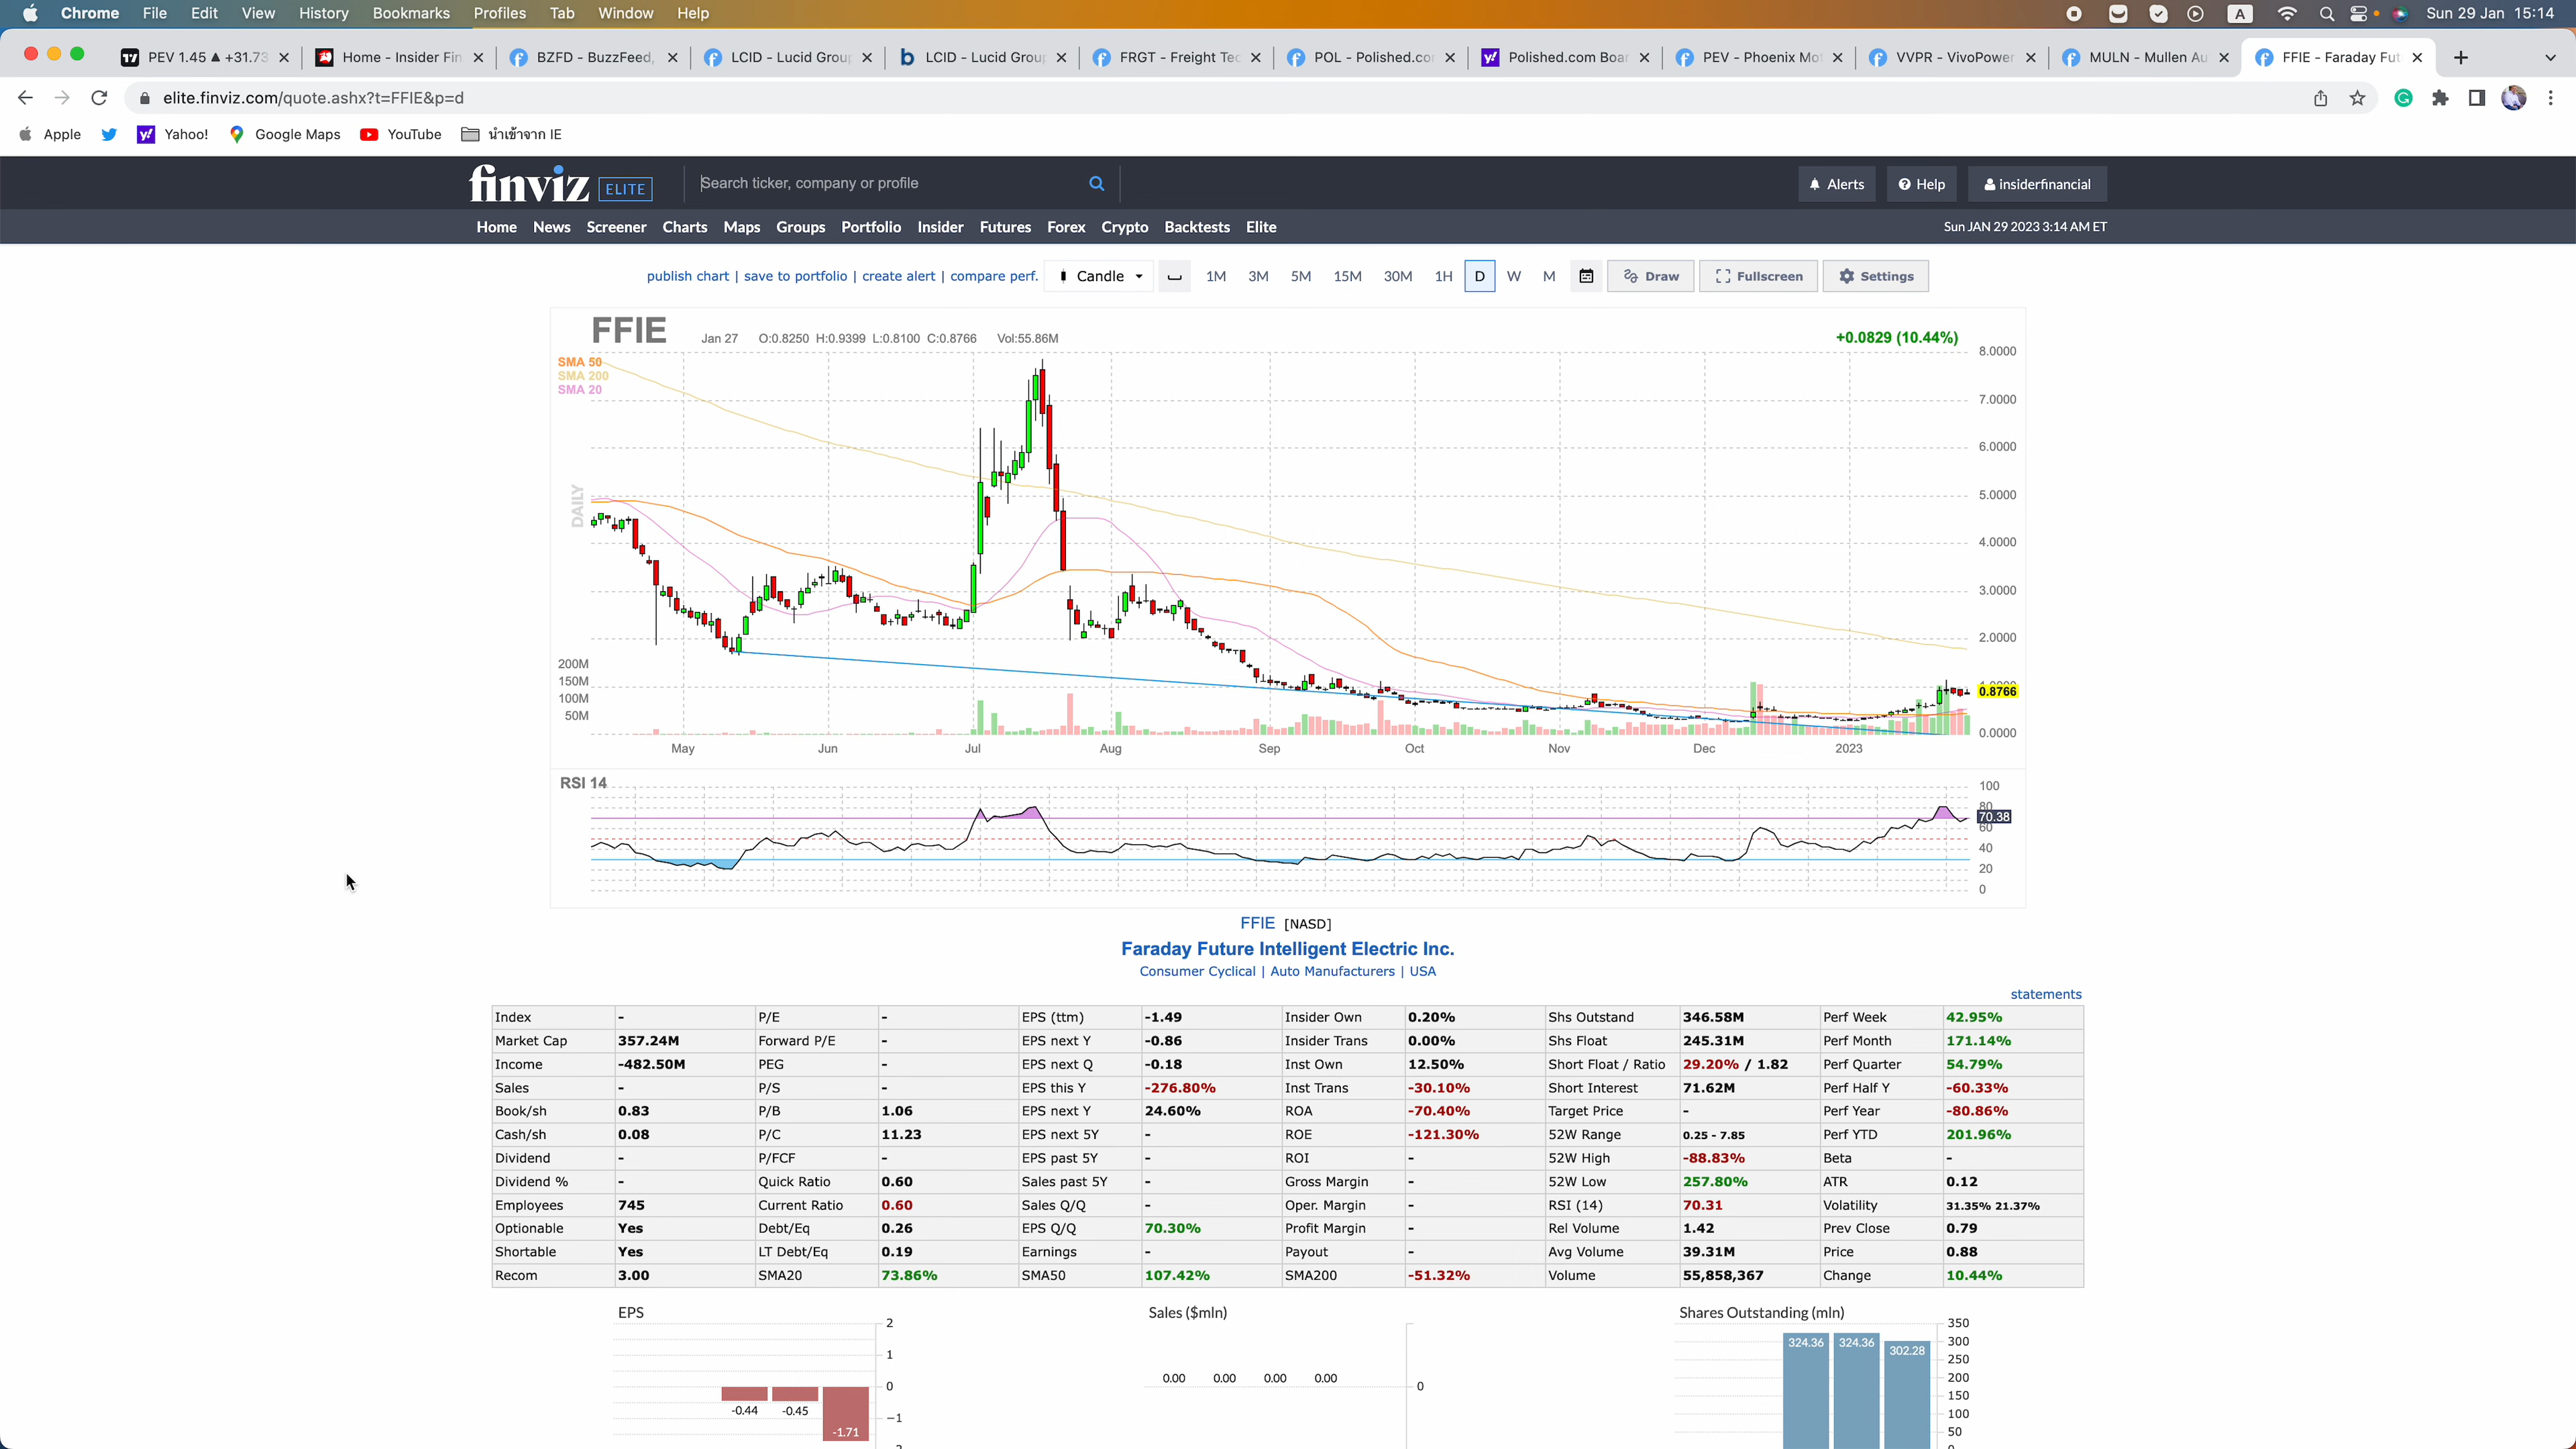 Chrome File Edit View History Bookmarks Profiles Tab Window Help A Sun 29 Jan 15:14
PEV 1.45 ▲ +31.73 Home - Insider Fin BZFD - BuzzFeed, LCID - Lucid Group LCID - Lucid Group FRGT - Freight Tec POL - Polished.co Polished.com Boar PEV - Phoenix Mot VVPR - VivoPower MULN - Mullen Au FFIE - Faraday Fut
elite.finviz.com/quote.ashx?t=FFIE&p=d
Apple Yahoo! Google Maps YouTube นำเข้าจาก IE
finviz ELITE Search ticker, company or profile Alerts Help insiderfinancial
Home News Screener Charts Maps Groups Portfolio Insider Futures Forex Crypto Backtests Elite Sun JAN 29 2023 3:14 AM ET
publish chart | save to portfolio | create alert | compare perf. Candle 1M 3M 5M 15M 30M 1H D W M Draw Fullscreen Settings
FFIE Jan 27 O:0.8250 H:0.9399 L:0.8100 C:0.8766 Vol:55.86M +0.0829 (10.44%)
SMA 50
SMA 200
SMA 20
DAILY
8.0000
7.0000
6.0000
5.0000
4.0000
3.0000
2.0000
0.8766
0.0000
200M
150M
100M
50M
May Jun Jul Aug Sep Oct Nov Dec 2023
RSI 14
100
80
70.38
60
40
20
0
FFIE [NASD]
Faraday Future Intelligent Electric Inc.
Consumer Cyclical | Auto Manufacturers | USA
statements
Index - P/E - EPS (ttm) -1.49 Insider Own 0.20% Shs Outstand 346.58M Perf Week 42.95%
Market Cap 357.24M Forward P/E - EPS next Y -0.86 Insider Trans 0.00% Shs Float 245.31M Perf Month 171.14%
Income -482.50M PEG - EPS next Q -0.18 Inst Own 12.50% Short Float / Ratio 29.20% / 1.82 Perf Quarter 54.79%
Sales - P/S - EPS this Y -276.80% Inst Trans -30.10% Short Interest 71.62M Perf Half Y -60.33%
Book/sh 0.83 P/B 1.06 EPS next Y 24.60% ROA -70.40% Target Price - Perf Year -80.86%
Cash/sh 0.08 P/C 11.23 EPS next 5Y - ROE -121.30% 52W Range 0.25 - 7.85 Perf YTD 201.96%
Dividend - P/FCF - EPS past 5Y - ROI - 52W High -88.83% Beta -
Dividend % - Quick Ratio 0.60 Sales past 5Y - Gross Margin - 52W Low 257.80% ATR 0.12
Employees 745 Current Ratio 0.60 Sales Q/Q - Oper. Margin - RSI (14) 70.31 Volatility 31.35% 21.37%
Optionable Yes Debt/Eq 0.26 EPS Q/Q 70.30% Profit Margin - Rel Volume 1.42 Prev Close 0.79
Shortable Yes LT Debt/Eq 0.19 Earnings - Payout - Avg Volume 39.31M Price 0.88
Recom 3.00 SMA20 73.86% SMA50 107.42% SMA200 -51.32% Volume 55,858,367 Change 10.44%
EPS Sales ($mln) Shares Outstanding (mln)
2
1
0
-1
-0.44 -0.45 -1.71
0.00 0.00 0.00 0.00
0
324.36 324.36 302.28
350
300
250
200
150
100
50